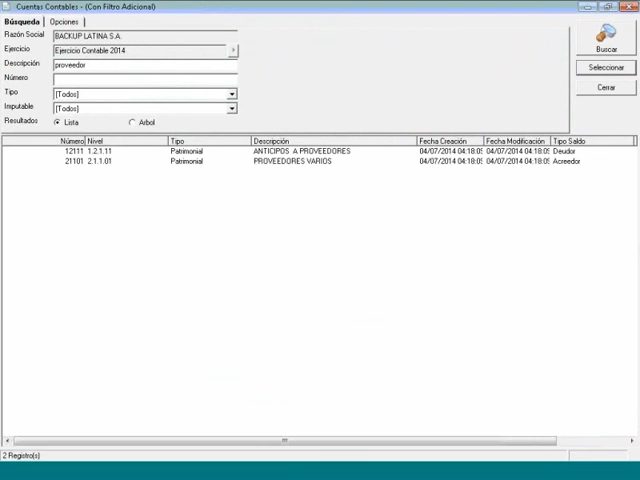 Cuentas Contables - (Con Filtro Adicional)
Búsqueda Opciones
Razón Social BACKUP LATINA S.A.
Ejercicio Ejercicio Contable 2014
Descripción proveedor
Número
Tipo [Todos]
Imputable [Todos]
Resultados Lista Arbol
Buscar
Seleccionar
Cerrar
Número Nivel Tipo Descripción Fecha Creación Fecha Modificación Tipo Saldo
12111 1.2.1.11 Patrimonial ANTICIPOS A PROVEEDORES 04/07/2014 04:18:05 04/07/2014 04:18:05 Deudor
21101 2.1.1.01 Patrimonial PROVEEDORES VARIOS 04/07/2014 04:18:05 04/07/2014 04:18:05 Acreedor
2 Registro(s)